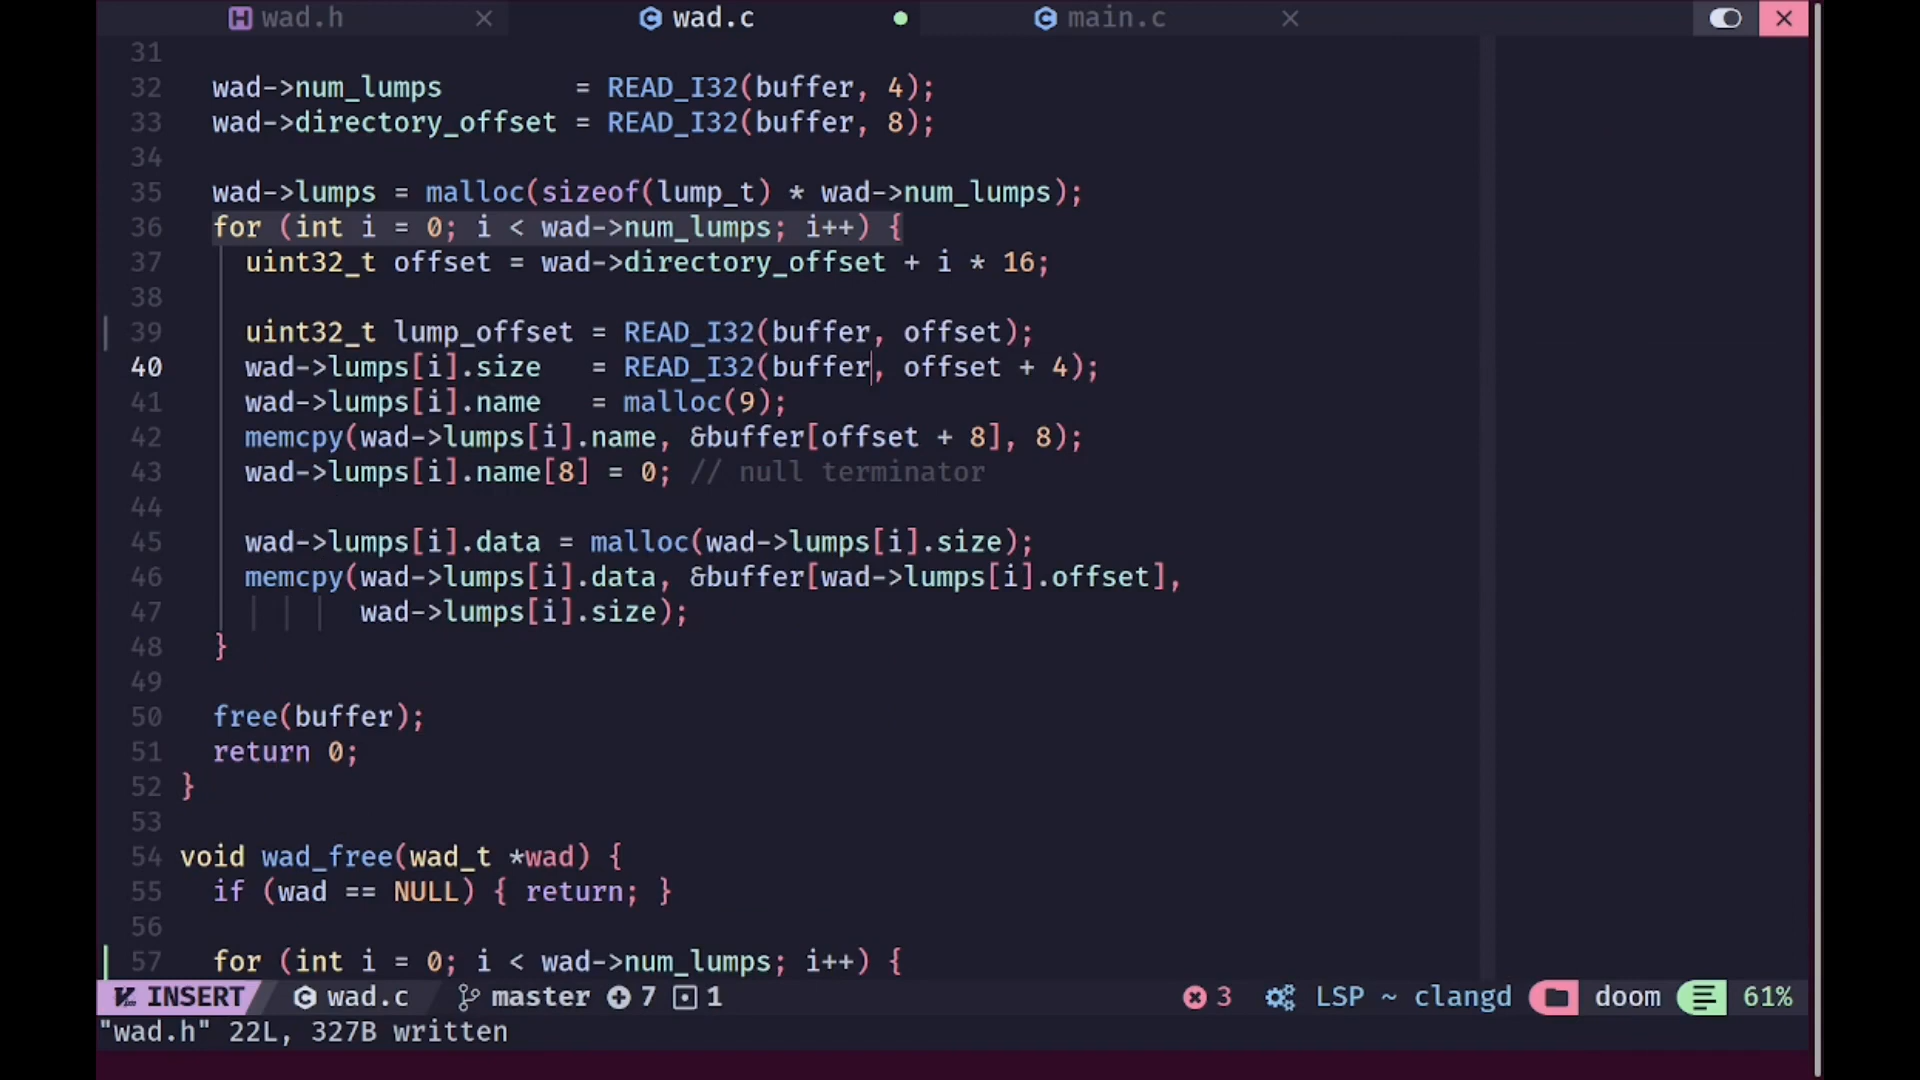 wad.h wad.c main.c
31
32 wad->num_lumps = READ_I32(buffer, 4);
33 wad->directory_offset = READ_I32(buffer, 8);
34
35 wad->lumps = malloc(sizeof(lump_t) * wad->num_lumps);
36 for (int i = 0; i < wad->num_lumps; i++) {
37 uint32_t offset = wad->directory_offset + i * 16;
38
39 uint32_t lump_offset = READ_I32(buffer, offset);
40 wad->lumps[i].size = READ_I32(buffer, offset + 4);
41 wad->lumps[i].name = malloc(9);
42 memcpy(wad->lumps[i].name, &buffer[offset + 8], 8);
43 wad->lumps[i].name[8] = 0; // null terminator
44
45 wad->lumps[i].data = malloc(wad->lumps[i].size);
46 memcpy(wad->lumps[i].data, &buffer[wad->lumps[i].offset],
47 wad->lumps[i].size);
48 }
49
50 free(buffer);
51 return 0;
52 }
53
54 void wad_free(wad_t *wad) {
55 if (wad == NULL) { return; }
56
57 for (int i = 0; i < wad->num_lumps; i++) {
INSERT wad.c master 7 1 3 LSP ~ clangd doom 61%
"wad.h" 22L, 327B written